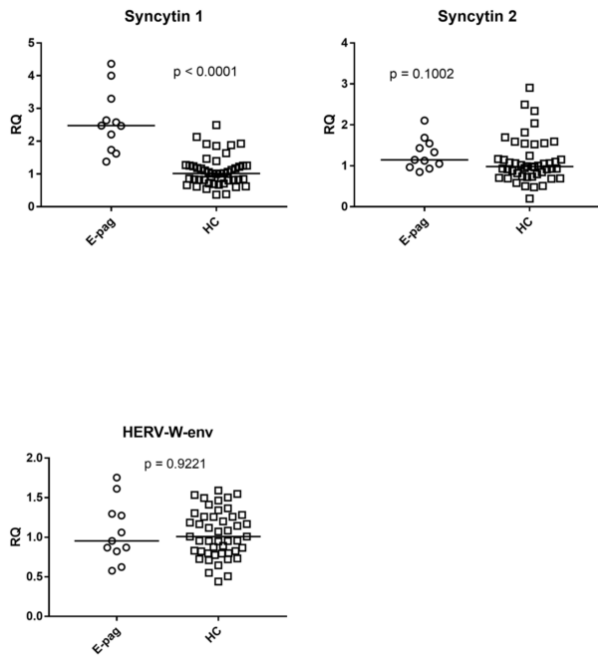 Syncytin 1
5
4
3
2
1
0
RQ
p < 0.0001
E-pag
HC
Syncytin 2
4
3
2
1
0
RQ
p = 0.1002
E-pag
HC
HERV-W-env
2.0
1.5
1.0
0.5
0.0
RQ
p = 0.9221
E-pag
HC